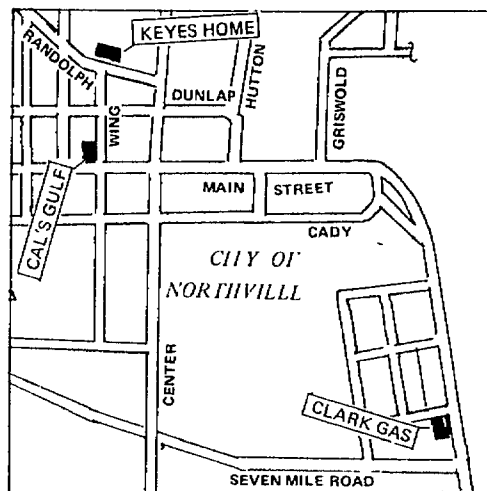 KEYES HOME
RANDOLPH
HUTTON
DUNLAP
WING
GRISWOLD
CAL'S GULF
MAIN STREET
CADY
CITY OF
NORTHVILLE
CENTER
CLARK GAS
SEVEN MILE ROAD